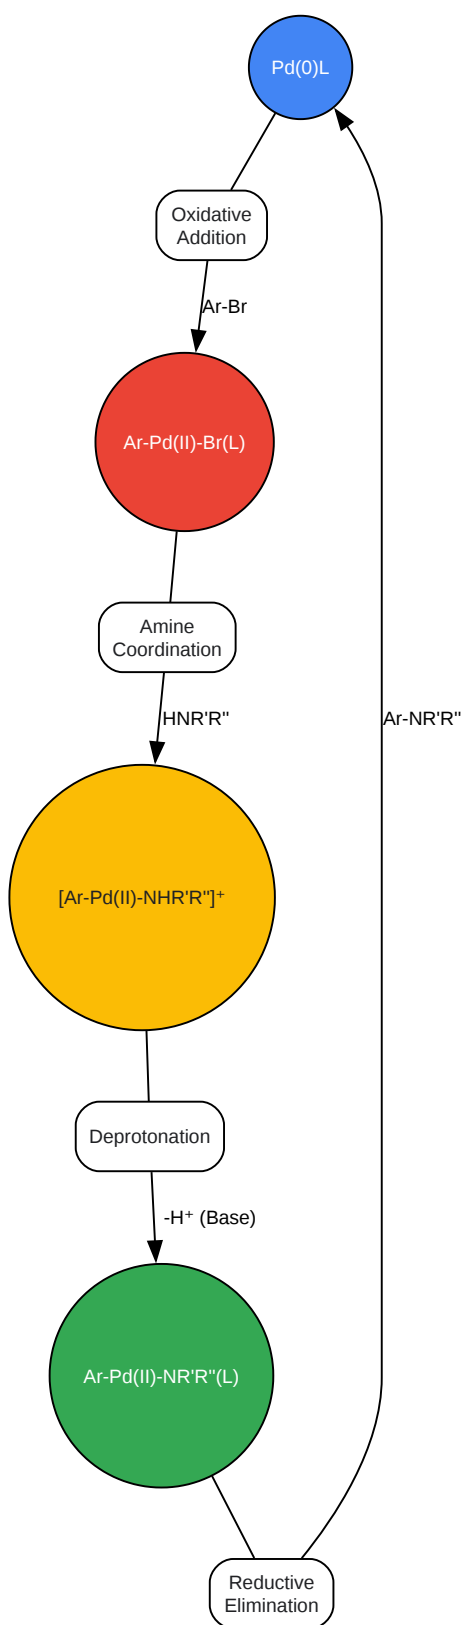 Pd(0)L
Oxidative
Addition
Ar-Br
Ar-Pd(II)-Br(L)
Amine
Coordination
HNR'R"
Ar-NR'R"
[Ar-Pd(II)-NHR'R"]⁺
Deprotonation
-H⁺ (Base)
Ar-Pd(II)-NR'R"(L)
Reductive
Elimination